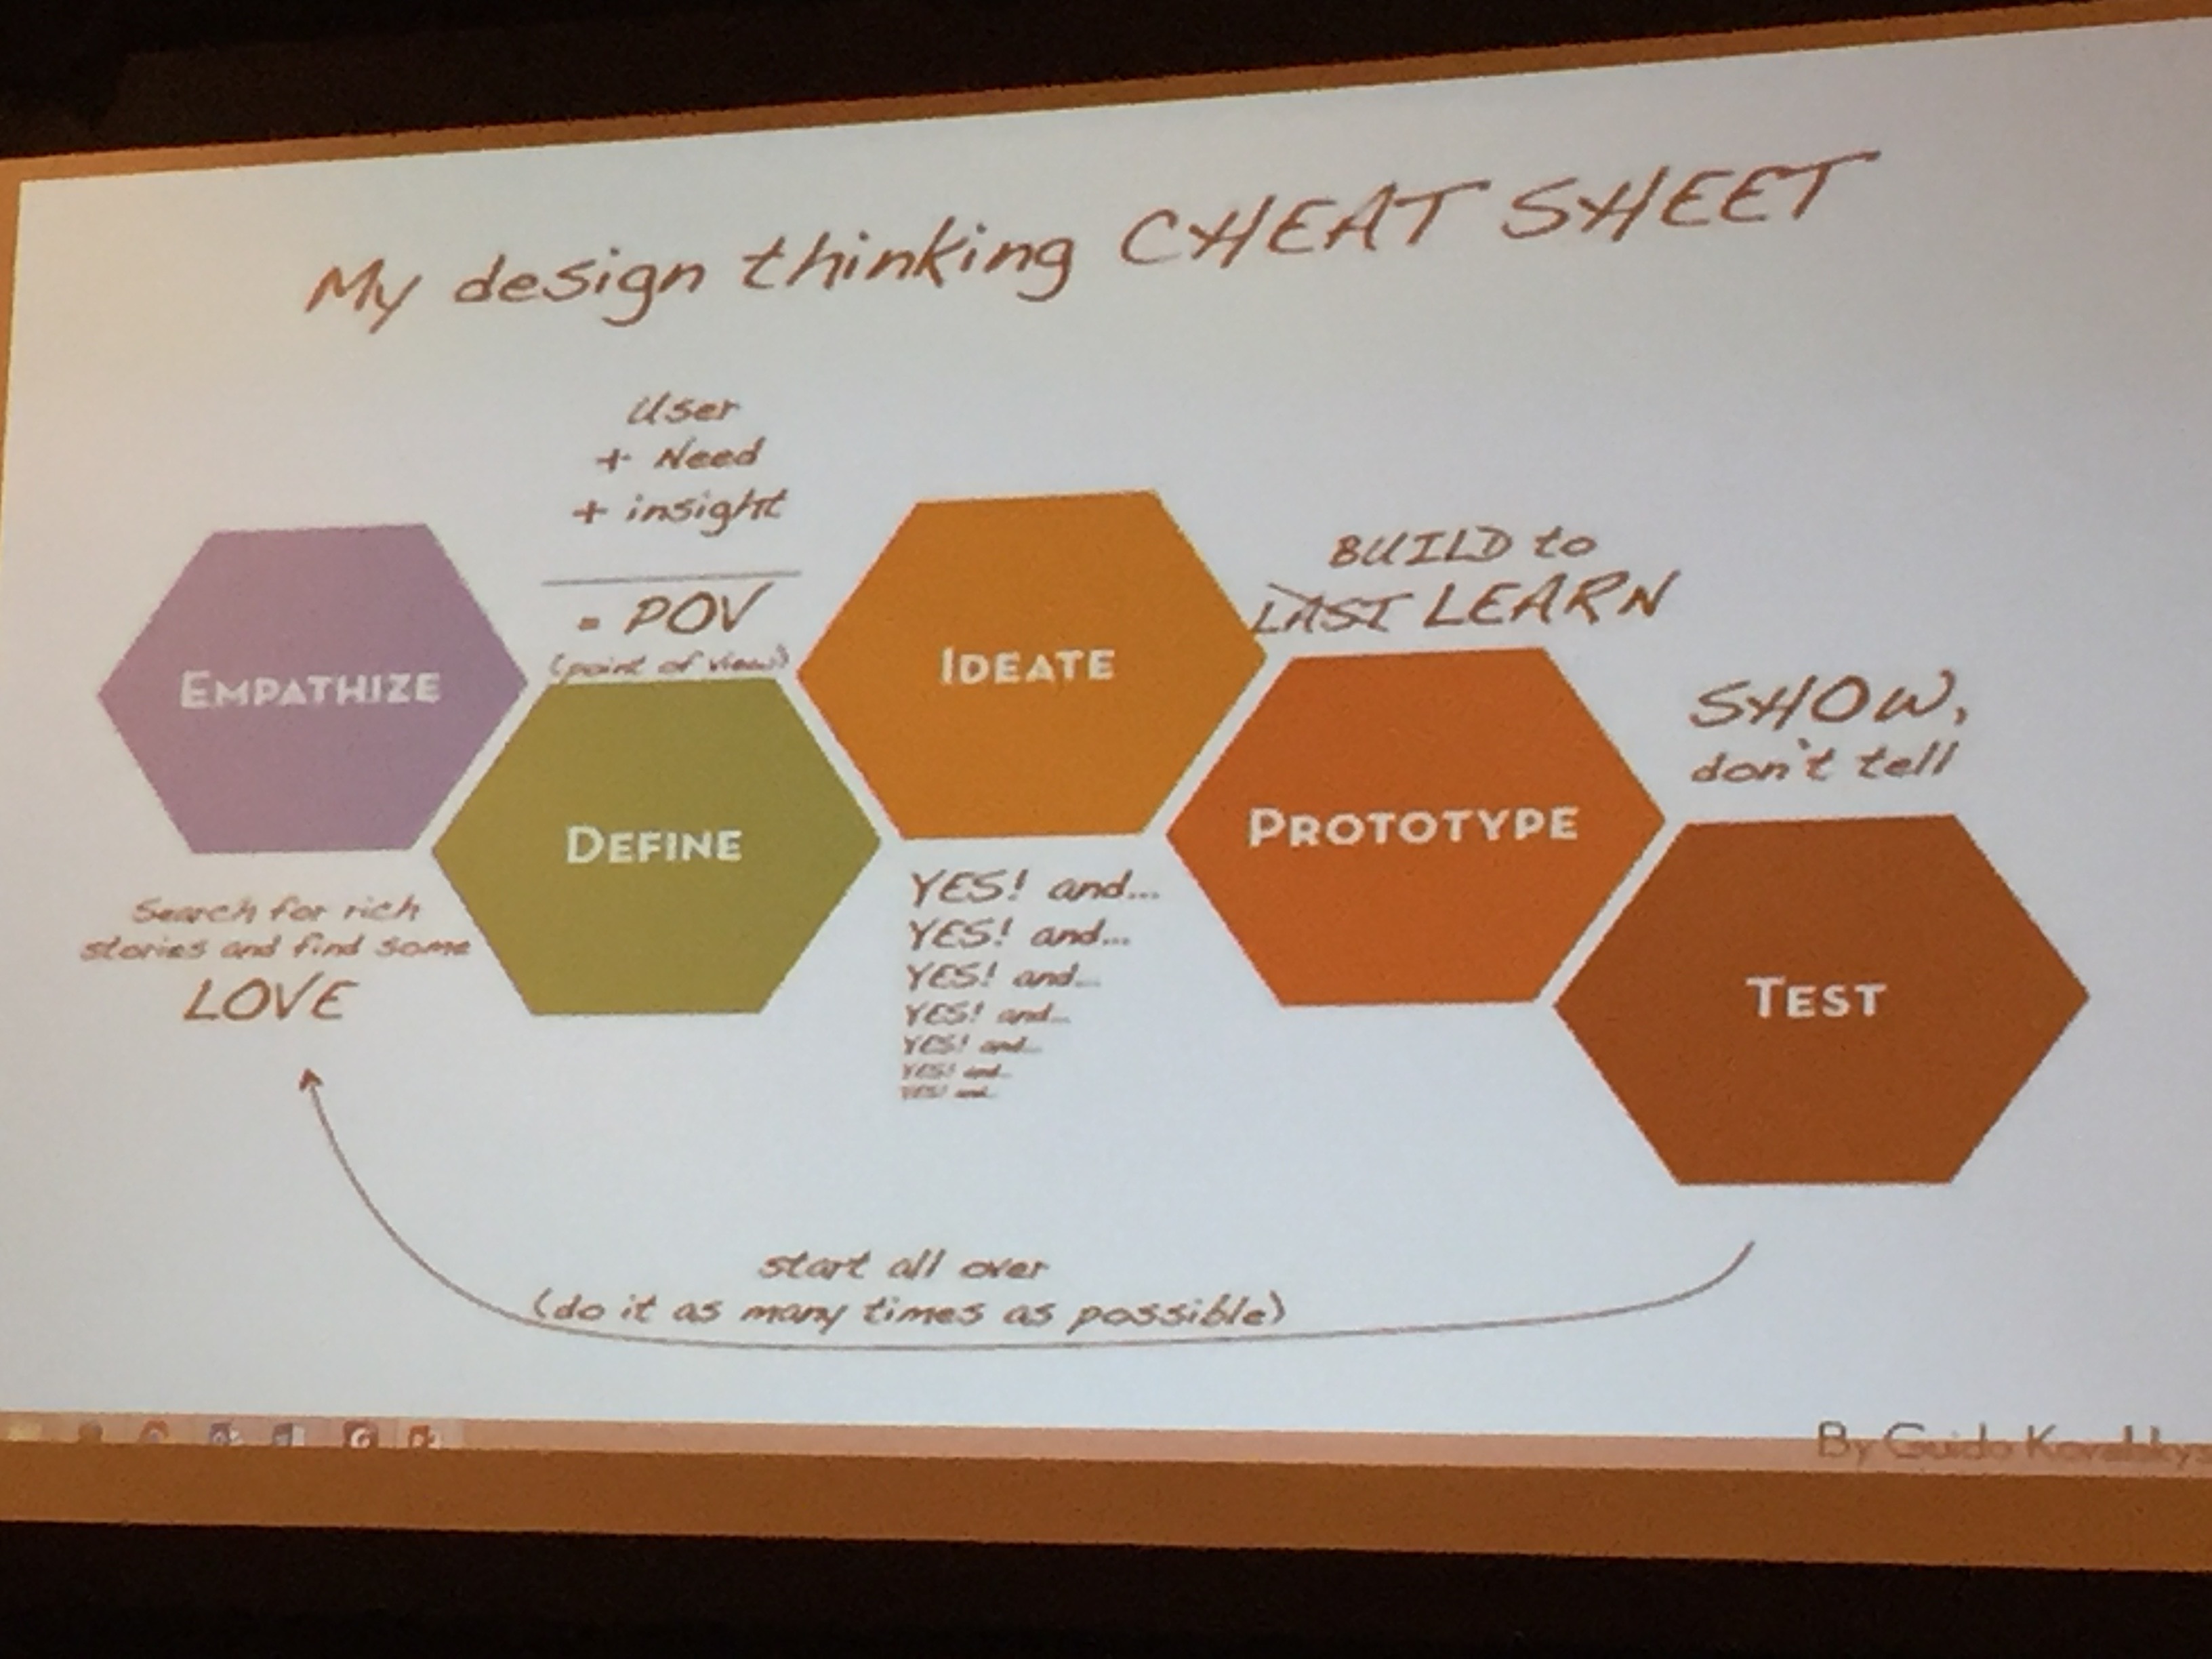 My design thinking CHEAT SHEET
User
+ Need
+ insight
= POV
(point of view)
EMPATHIZE
Search for rich
stories and find some
LOVE
DEFINE
IDEATE
YES! and...
YES! and...
YES! and...
YES! and...
YES! and...
YES! and...
YES! and...
BUILD to
LAST LEARN
PROTOTYPE
SHOW,
don't tell
TEST
start all over
(do it as many times as possible)
By Guido